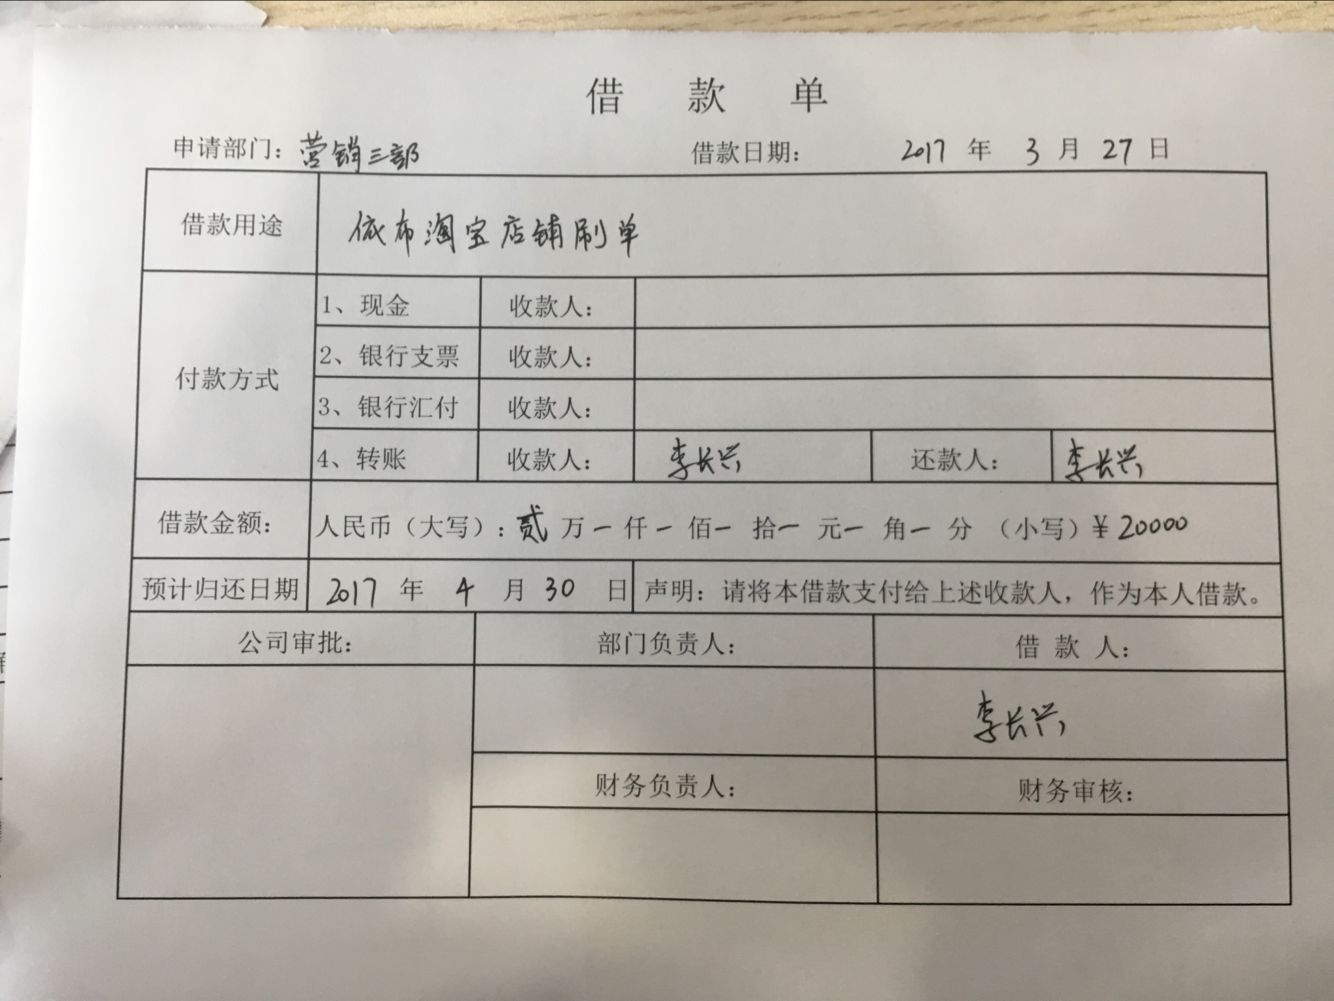 借 款 单
申请部门：营销三部 借款日期： 2017 年 3 月 27 日
借款用途 依布淘宝店铺刷单
付款方式
1、现金 收款人：
2、银行支票 收款人：
3、银行汇付 收款人：
4、转账 收款人： 李长兴 还款人： 李长兴
借款金额： 人民币（大写）：贰 万 一 仟 一 佰 一 拾 一 元 一 角 一 分 （小写）￥20000
预计归还日期 2017 年 4 月 30 日 声明：请将本借款支付给上述收款人，作为本人借款。
公司审批： 部门负责人： 借 款 人：
李长兴
财务负责人： 财务审核：